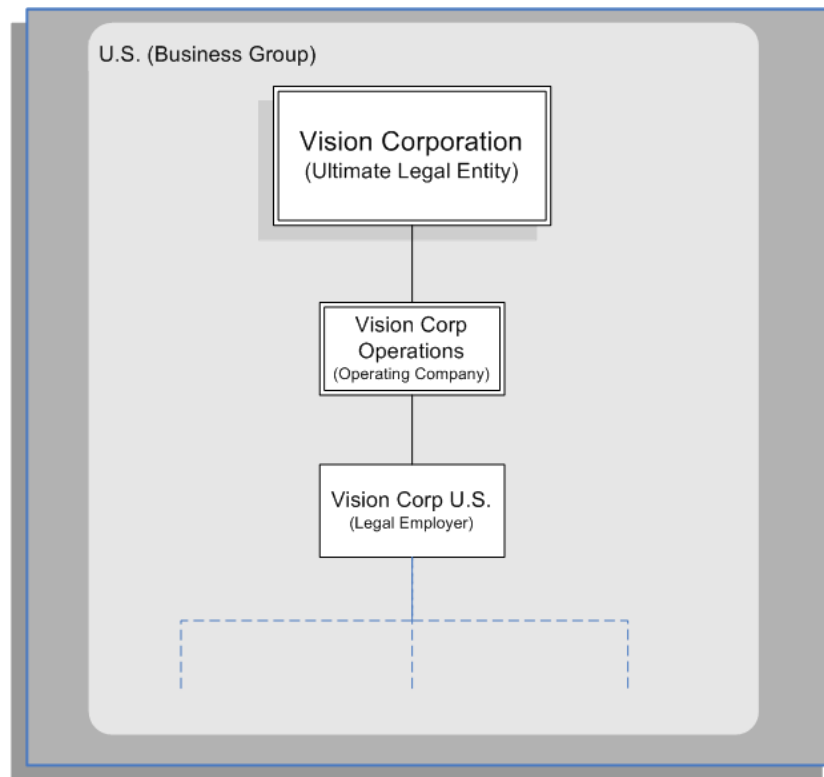 U.S. (Business Group)
Vision Corporation
(Ultimate Legal Entity)
Vision Corp
Operations
(Operating Company)
Vision Corp U.S.
(Legal Employer)